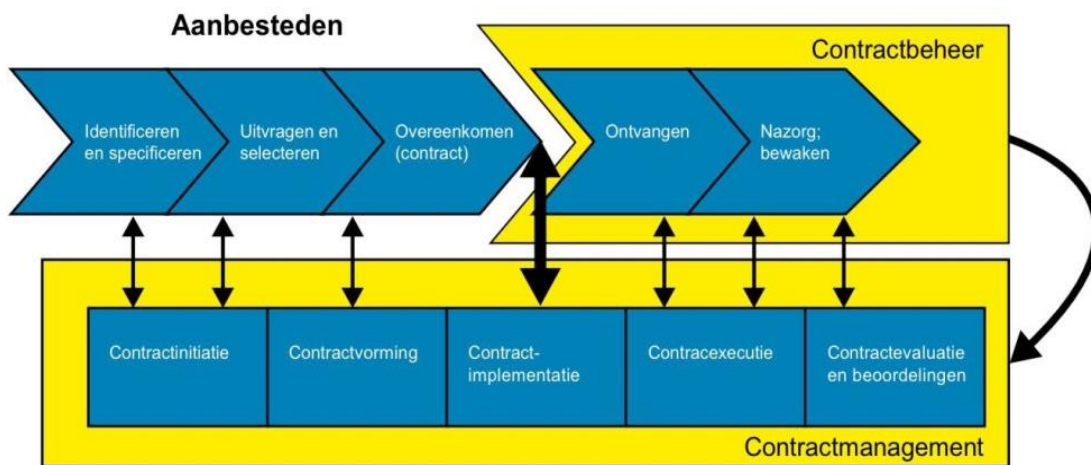 Aanbesteden
Contractbeheer
Identificeren
en specificeren
Uitvragen en
selecteren
Overeenkomen
(contract)
Ontvangen
Nazorg;
bewaken
Contractinitiatie
Contractvorming
Contract-
implementatie
Contracexecutie
Contractevaluatie
en beoordelingen
Contractmanagement